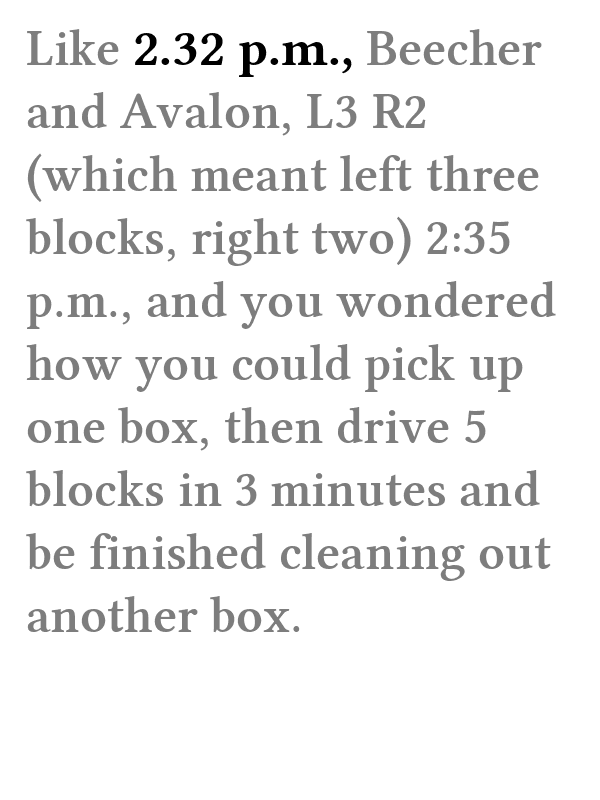 Like 2.32 p.m., Beecher
and Avalon, L3 R2
(which meant left three
blocks, right two) 2:35
p.m., and you wondered
how you could pick up
one box, then drive 5
blocks in 3 minutes and
be finished cleaning out
another box.